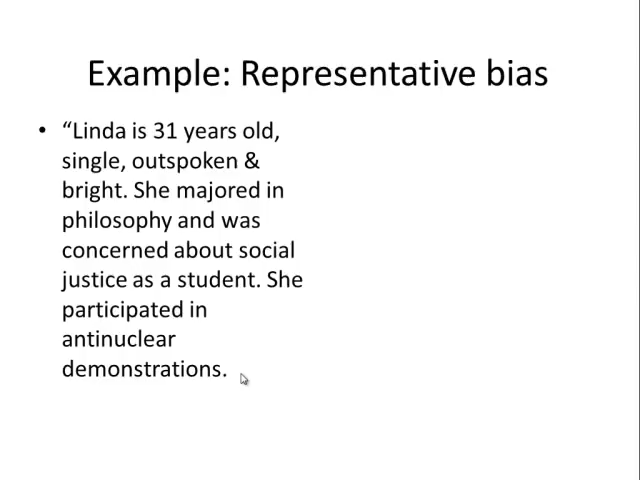 Example: Representative bias
• “Linda is 31 years old,
single, outspoken &
bright. She majored in
philosophy and was
concerned about social
justice as a student. She
participated in
antinuclear
demonstrations.